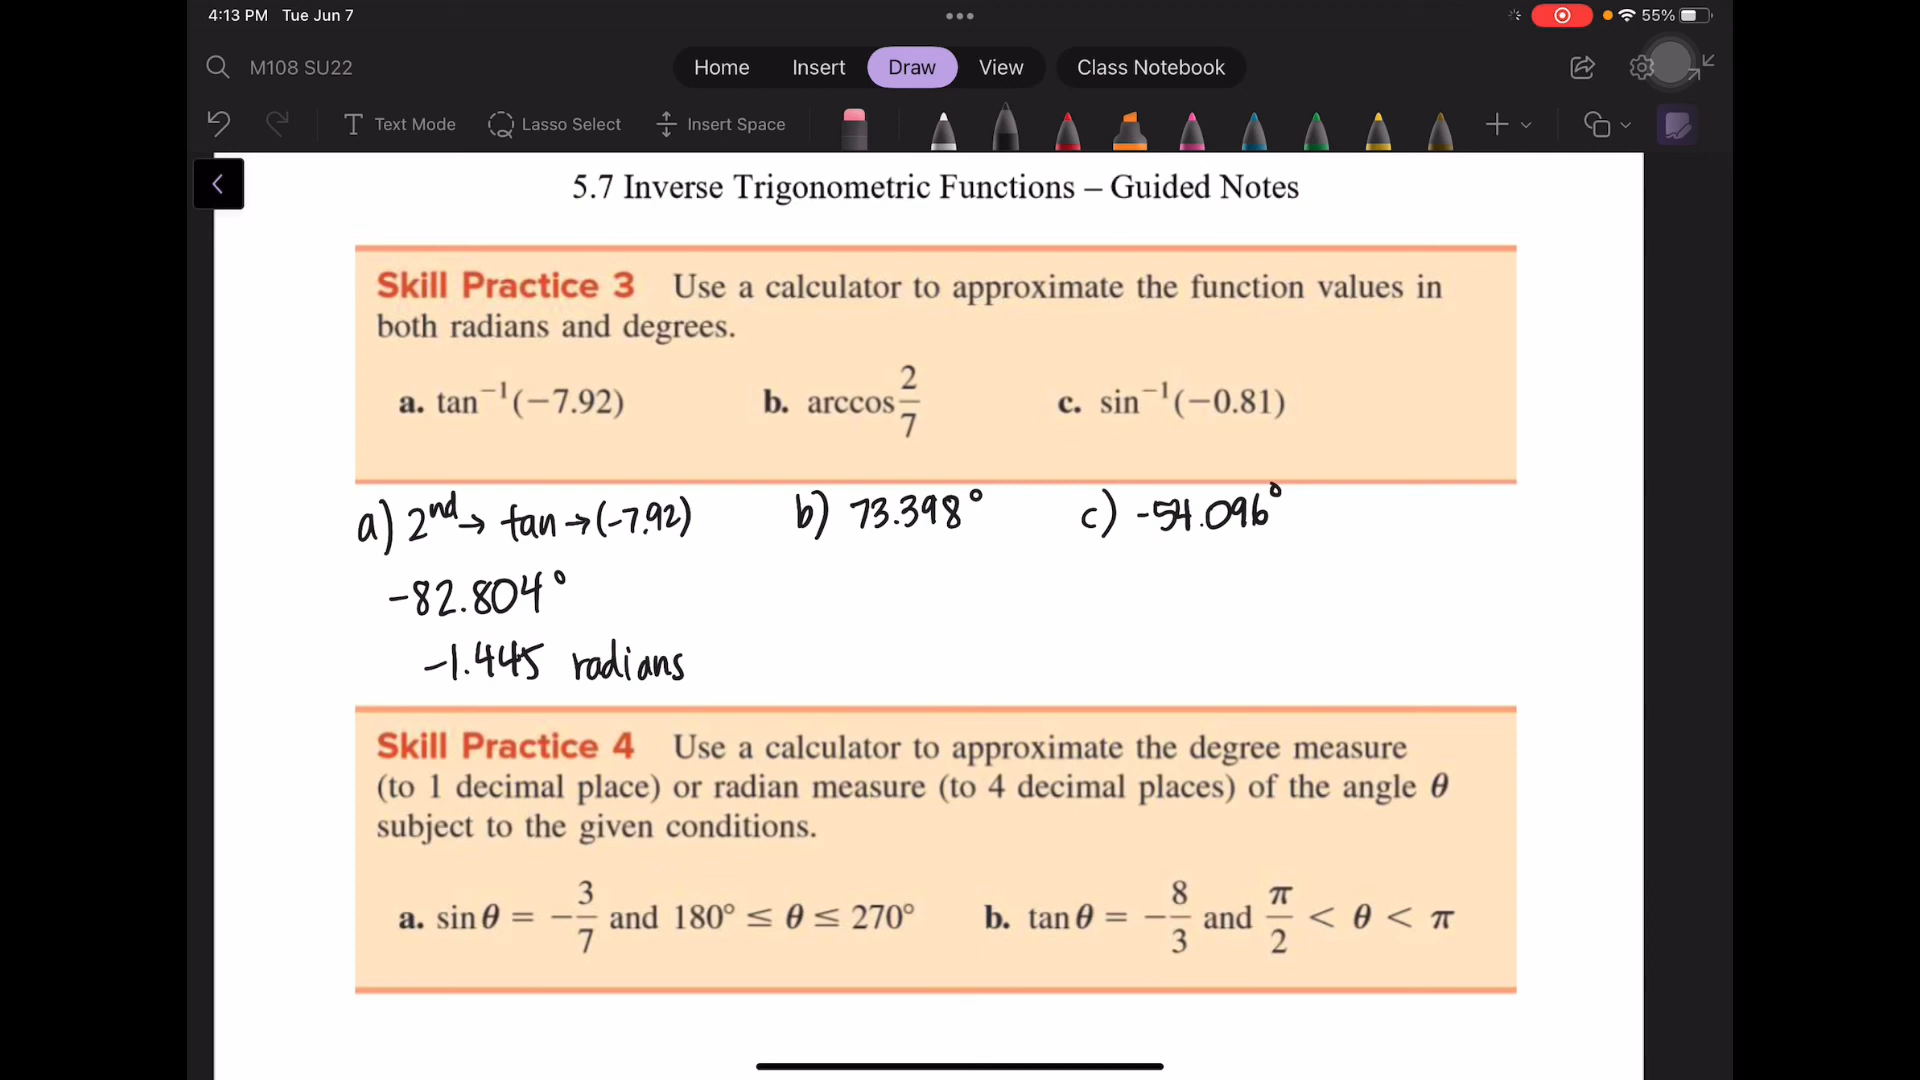 4:13 PM Tue Jun 7
55%
M108 SU22
Home Insert Draw View Class Notebook
Text Mode Lasso Select Insert Space
5.7 Inverse Trigonometric Functions – Guided Notes
Skill Practice 3 Use a calculator to approximate the function values in
both radians and degrees.
a. tan⁻¹(−7.92) b. arccos 2/7 c. sin⁻¹(−0.81)
a) 2nd → tan → (-7.92) b) 73.398° c) -54.096°
-82.804°
-1.445 radians
Skill Practice 4 Use a calculator to approximate the degree measure
(to 1 decimal place) or radian measure (to 4 decimal places) of the angle θ
subject to the given conditions.
a. sin θ = −3/7 and 180° ≤ θ ≤ 270° b. tan θ = −8/3 and π/2 < θ < π